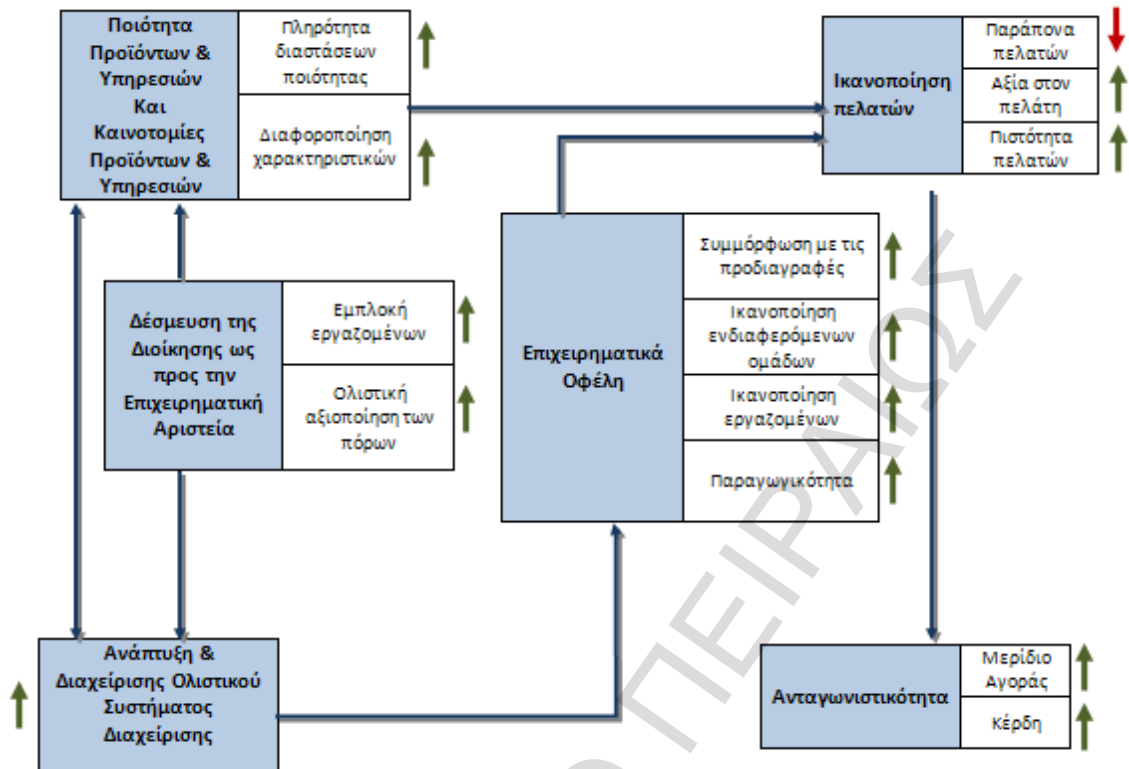 Ποιότητα
Προϊόντων &
Υπηρεσιών
Και
Καινοτομίες
Προϊόντων &
Υπηρεσιών
Πληρότητα
διαστάσεων
ποιότητας
Διαφοροποίηση
χαρακτηριστικών
Ικανοποίηση
πελατών
Παράπονα
πελατών
Αξία στον
πελάτη
Πιστότητα
πελατών
Δέσμευση της
Διοίκησης ως
προς την
Επιχειρηματική
Αριστεία
Εμπλοκή
εργαζομένων
Ολιστική
αξιοποίηση των
πόρων
Επιχειρηματικά
Οφέλη
Συμμόρφωση με τις
προδιαγραφές
Ικανοποίηση
ενδιαφερόμενων
ομάδων
Ικανοποίηση
εργαζομένων
Παραγωγικότητα
Ανάπτυξη &
Διαχείρισης Ολιστικού
Συστήματος
Διαχείρισης
Ανταγωνιστικότητα
Μερίδιο
Αγοράς
Κέρδη
ΠΕΙΡΑΙΩΣ